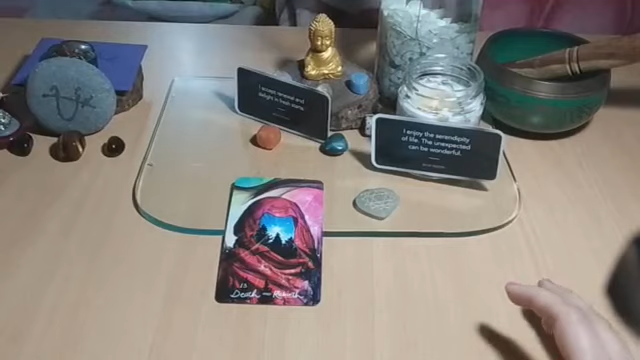 I accept renewal and
delight in fresh starts.
I enjoy the serendipity
of life. The unexpected
can be wonderful.
13
Death – Rebirth